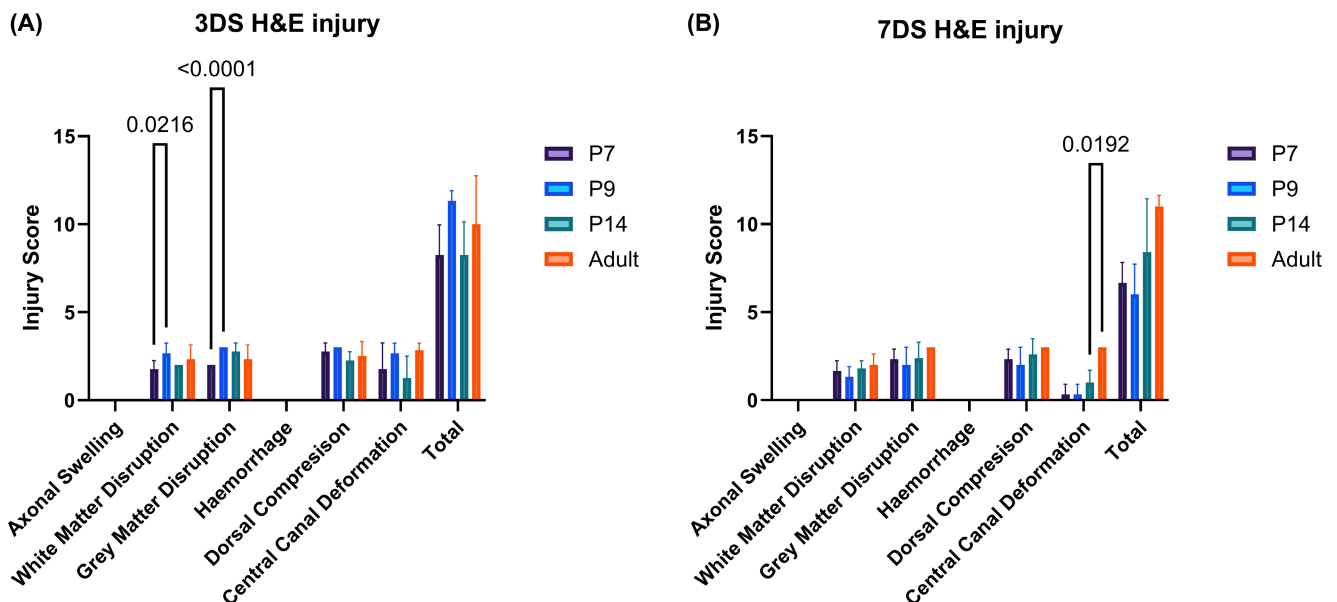 (A)
3DS H&E injury
<0.0001
0.0216
15
10
5
0
Injury Score
P7
P9
P14
Adult
Axonal Swelling
White Matter Disruption
Grey Matter Disruption
Haemorrhage
Dorsal Compresison
Central Canal Deformation
Total
(B)
7DS H&E injury
0.0192
15
10
5
0
Injury Score
P7
P9
P14
Adult
Axonal Swelling
White Matter Disruption
Grey Matter Disruption
Haemorrhage
Dorsal Compresison
Central Canal Deformation
Total